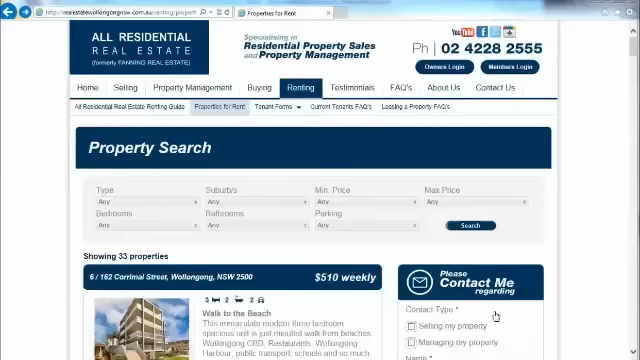 http://realestatewollongongnsw.com.au/renting/propert
Properties for Rent
ALL RESIDENTIAL
REAL ESTATE
(formerly FANNING REAL ESTATE)
Specialising in
Residential Property Sales
and Property Management
You Tube
Ph | 02 4228 2555
Owners Login
Members Login
Home Selling Property Management Buying Renting Testimonials FAQ's About Us Contact Us
All Residential Real Estate Renting Guide Properties for Rent Tenant Forms Current Tenants FAQ's Leasing a Property FAQ's
Property Search
Type Suburb/s Min. Price Max Price
Any Any Any Any
Bedrooms Bathrooms Parking
Any Any Any Search
Showing 33 properties
6 / 162 Corrimal Street, Wollongong, NSW 2500 $510 weekly
3 2 2
Walk to the Beach
This immaculate modern three bedroom
spacious unit is just mouted walk from beaches,
Wollongong CBD, Restaurants, Wollongong
Harbour, public transport, schools and so much
Please
Contact Me
regarding
Contact Type *
Selling my property
Managing my property
Name *